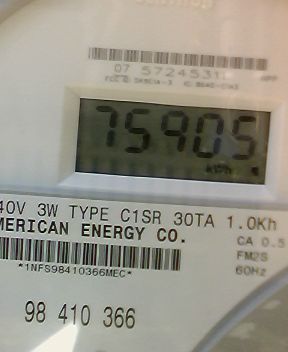 07 5724531
75905
40V 3W TYPE C1SR 30TA 1.0Kh
MERICAN ENERGY CO.
CA 0.5
FM2S
60Hz
*1NFS98410366MEC*
98 410 366